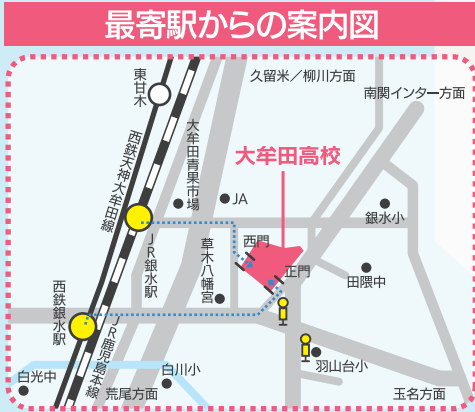 最寄駅からの案内図
久留米／柳川方面
東甘木
南関インター方面
西鉄天神大牟田線
大牟田青果市場
大牟田高校
JA
銀水小
西門
JR銀水駅
草木八幡宮
正門
田隈中
西鉄銀水駅
JR鹿児島本線
羽山台小
白川小
白光中
荒尾方面
玉名方面